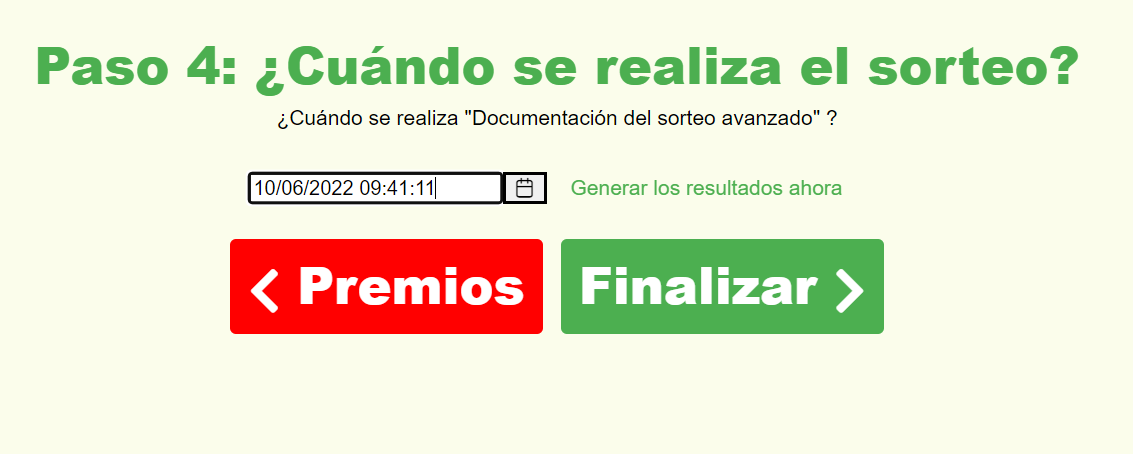 Paso 4: ¿Cuándo se realiza el sorteo?
¿Cuándo se realiza "Documentación del sorteo avanzado" ?
10/06/2022 09:41:11 Generar los resultados ahora
Premios Finalizar